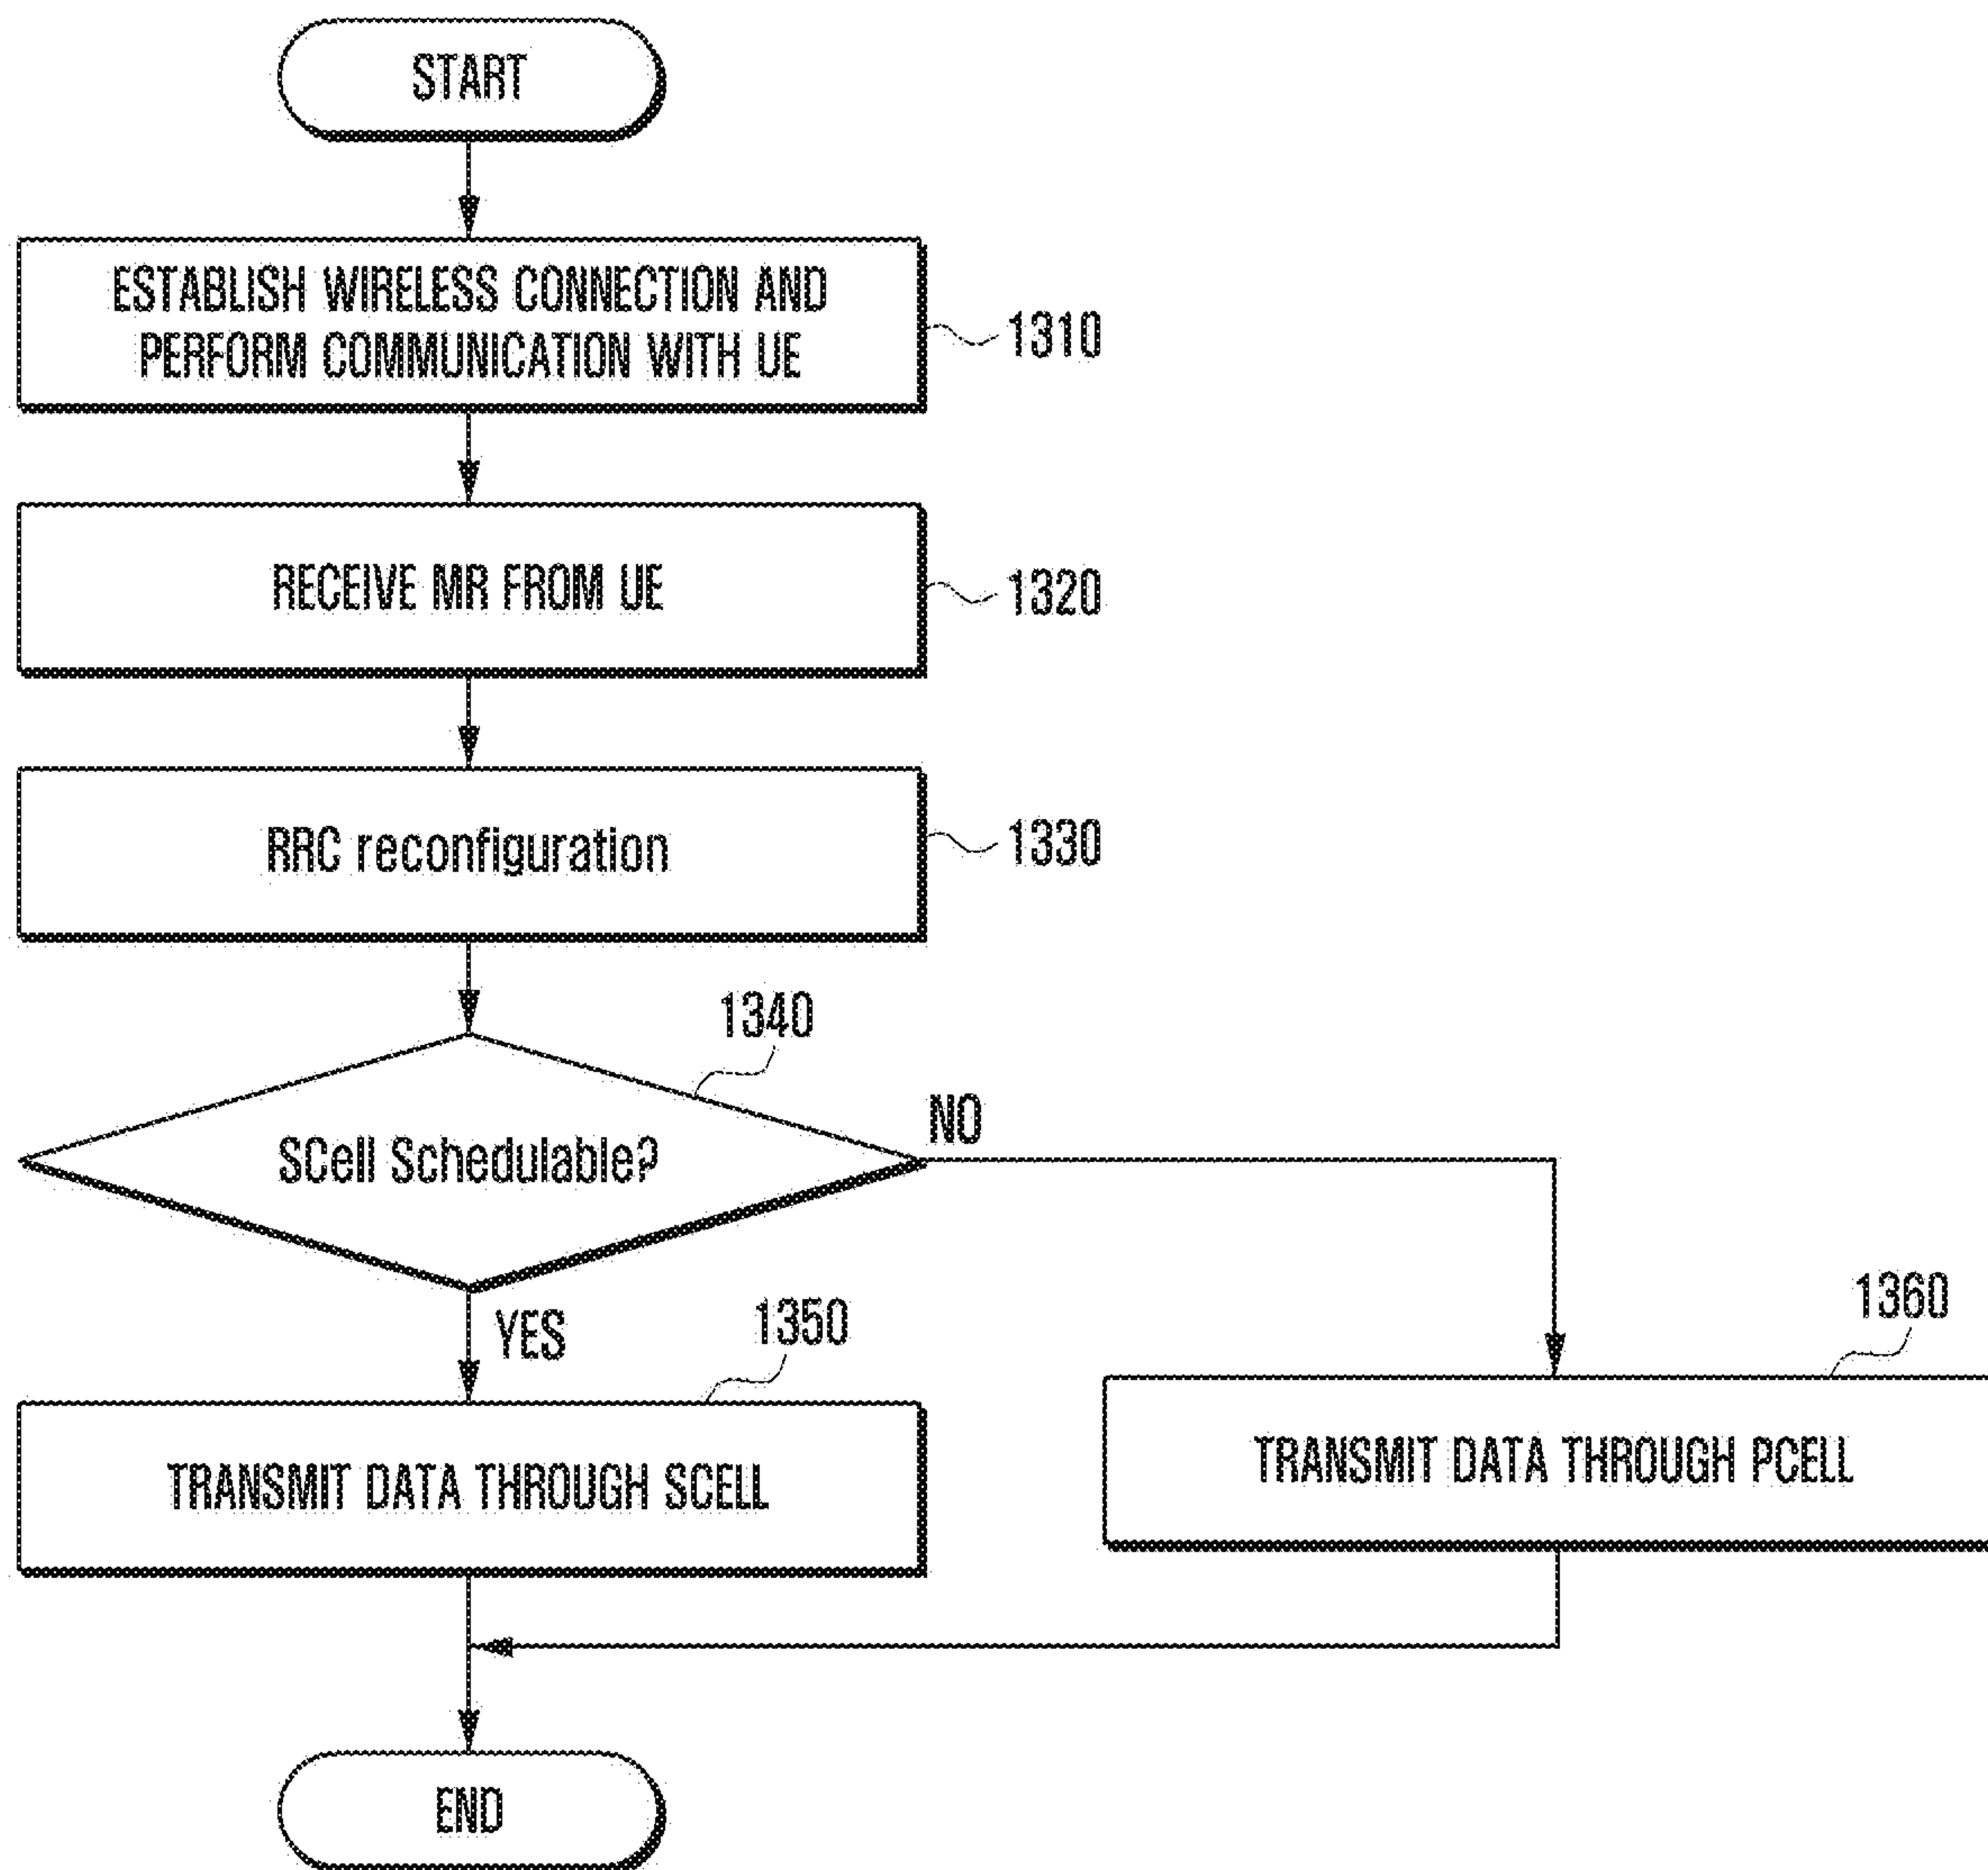 START
ESTABLISH WIRELESS CONNECTION AND
PERFORM COMMUNICATION WITH UE
1310
RECEIVE MR FROM UE
1320
RRC reconfiguration
1330
1340
SCell Schedulable?
NO
YES
1350
TRANSMIT DATA THROUGH SCELL
1360
TRANSMIT DATA THROUGH PCELL
END